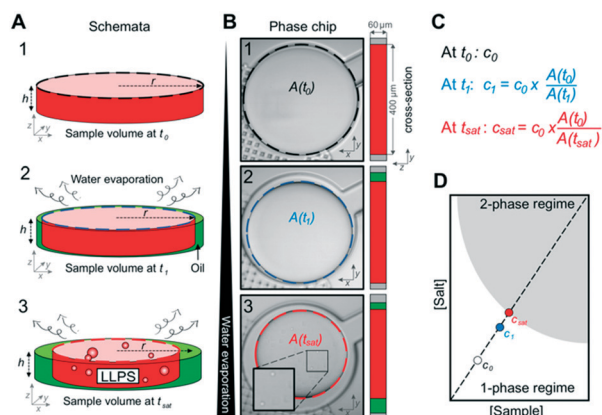 A
Schemata
1
r
h
z
y
x
Sample volume at t0
2
Water evaporation
r
h
z
y
x
Oil
Sample volume at t1
3
r
h
LLPS
z
y
x
Sample volume at tsat
B
Phase chip
60 µm
Water evaporation
1
A(t0)
y
x
400 µm
cross-section
y
z
2
A(t1)
y
x
3
A(tsat)
y
x
C
At t0: c0
At t1: c1 = c0 x A(t0)
A(t1)
At tsat: csat = c0 x A(t0)
A(tsat)
D
2-phase regime
[Salt]
csat
c1
c0
1-phase regime
[Sample]